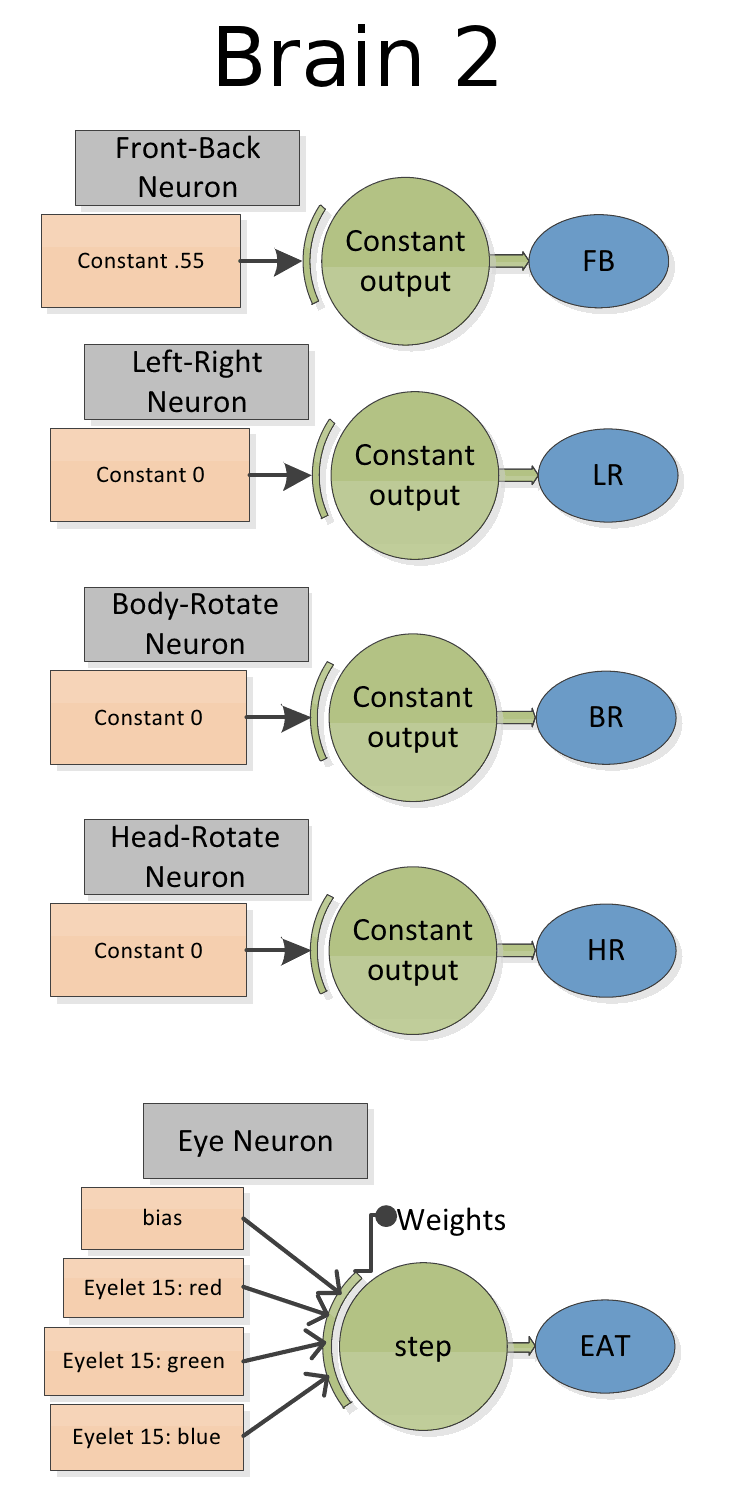 Brain 2
Front-Back
Neuron
Constant .55
Constant
output
FB
Left-Right
Neuron
Constant 0
Constant
output
LR
Body-Rotate
Neuron
Constant 0
Constant
output
BR
Head-Rotate
Neuron
Constant 0
Constant
output
HR
Eye Neuron
bias
Weights
Eyelet 15: red
Eyelet 15: green
Eyelet 15: blue
step
EAT